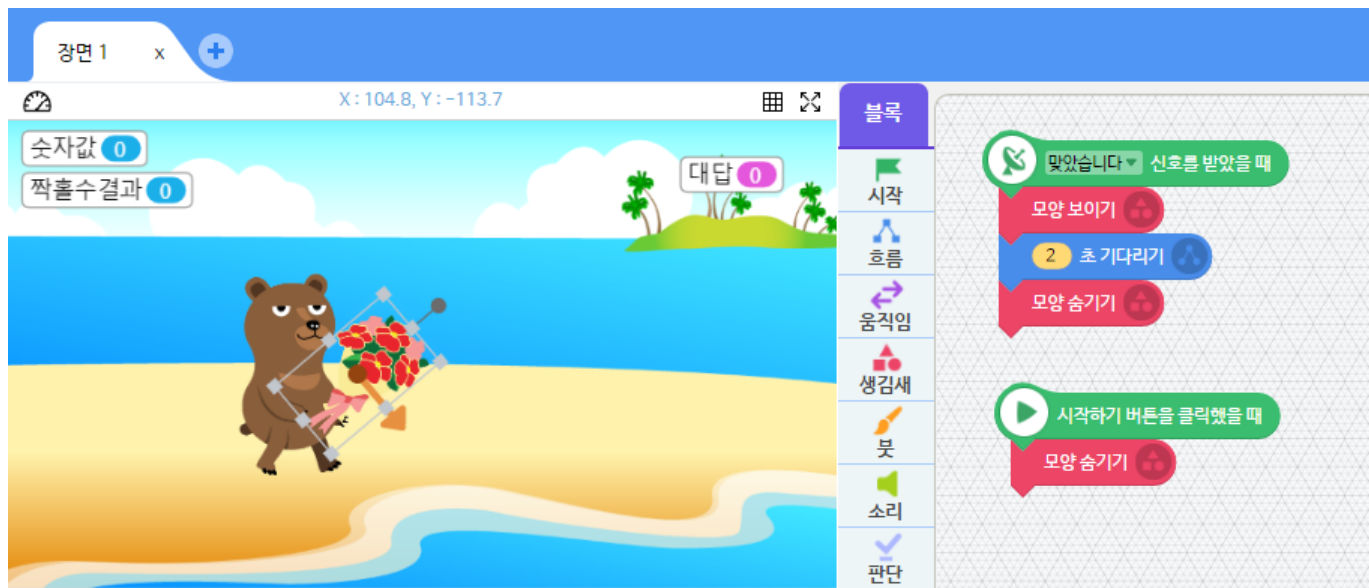 장면 1 x
X : 104.8, Y : -113.7
숫자값 0
짝홀수결과 0
대답 0
블록
시작
흐름
움직임
생김새
붓
소리
판단
맞았습니다 신호를 받았을 때
모양 보이기
2 초 기다리기
모양 숨기기
시작하기 버튼을 클릭했을 때
모양 숨기기